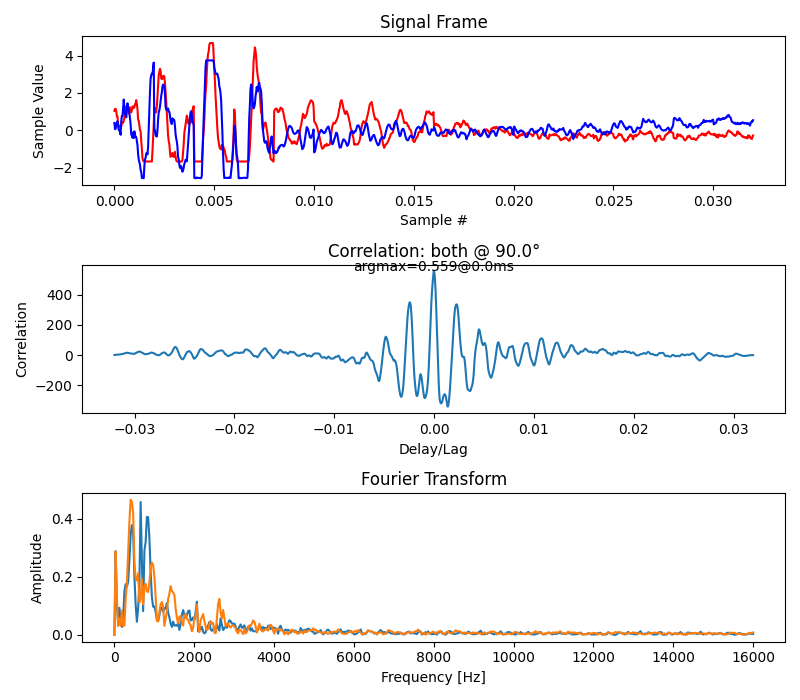 Signal Frame
Sample Value
4
2
0
−2
0.000 0.005 0.010 0.015 0.020 0.025 0.030
Sample #
Correlation: both @ 90.0°
argmax=0.559@0.0ms
Correlation
400
200
0
−200
−0.03 −0.02 −0.01 0.00 0.01 0.02 0.03
Delay/Lag
Fourier Transform
Amplitude
0.4
0.2
0.0
0 2000 4000 6000 8000 10000 12000 14000 16000
Frequency [Hz]